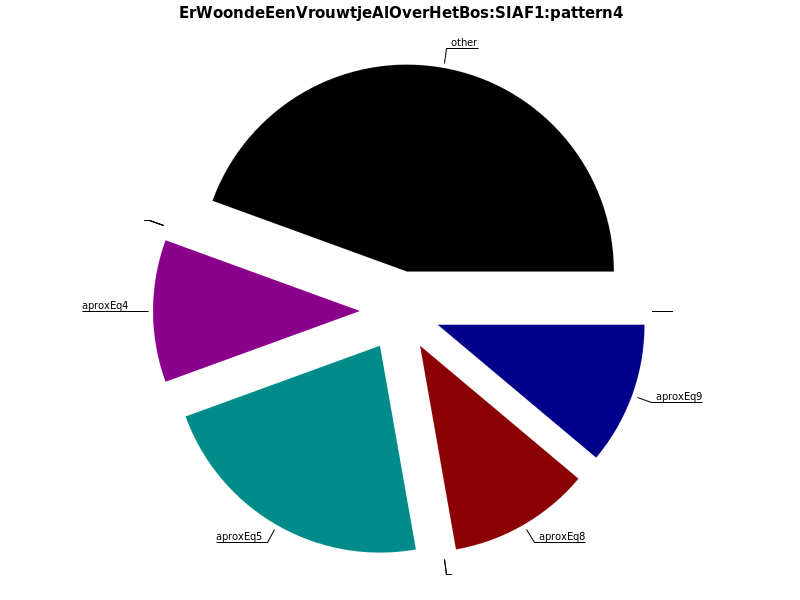 ErWoondeEenVrouwtjeAlOverHetBos:SIAF1:pattern4
other
aproxEq4
aproxEq9
aproxEq5
aproxEq8